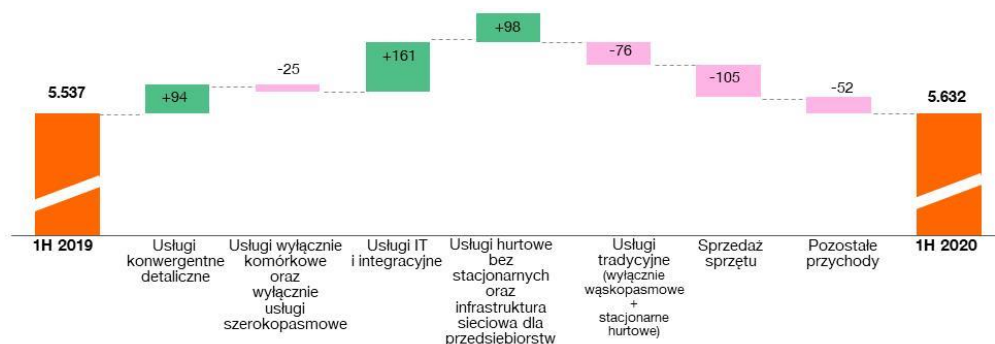 +98
+161
-76
-25
-105
5.537
+94
-52
5.632
1H 2019
Usługi
konwergentne
detaliczne
Usługi wyłącznie
komórkowe
oraz
wyłącznie
usługi
szerokopasmowe
Usługi IT
i integracyjne
Usługi hurtowe
bez
stacjonarnych
oraz
infrastruktura
sieciowa dla
przedsiębiorstw
Usługi
tradycyjne
(wyłącznie
wąskopasmowe
+
stacjonarne
hurtowe)
Sprzedaż
sprzętu
Pozostałe
przychody
1H 2020